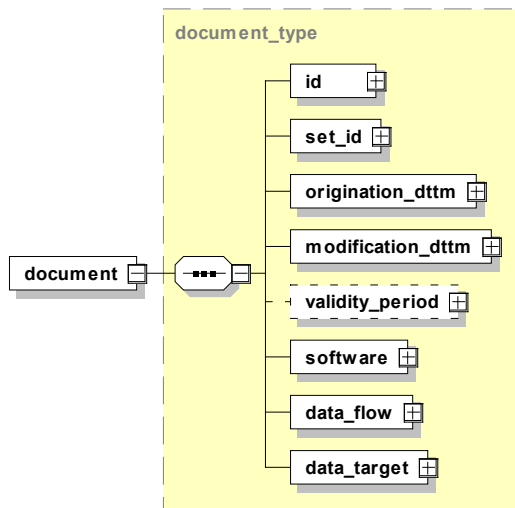 document_type
id
set_id
origination_dttm
modification_dttm
document
validity_period
software
data_flow
data_target